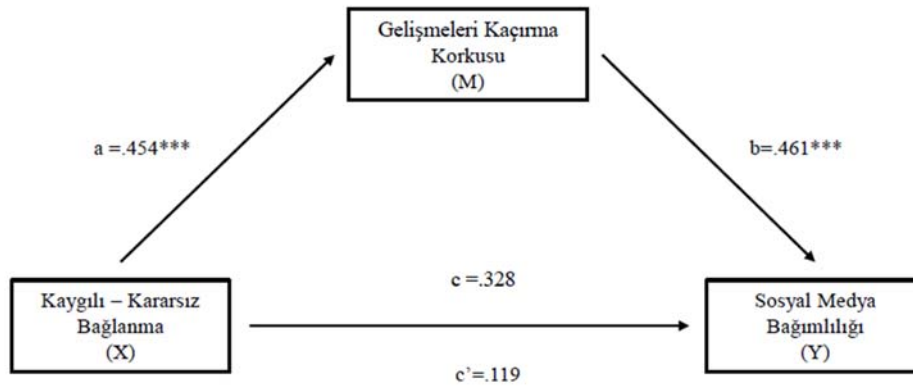 Gelişmeleri Kaçırma
Korkusu
(M)
a =.454***
b=.461***
c =.328
Kaygılı – Kararsız
Bağlanma
(X)
Sosyal Medya
Bağımlılığı
(Y)
c’=.119